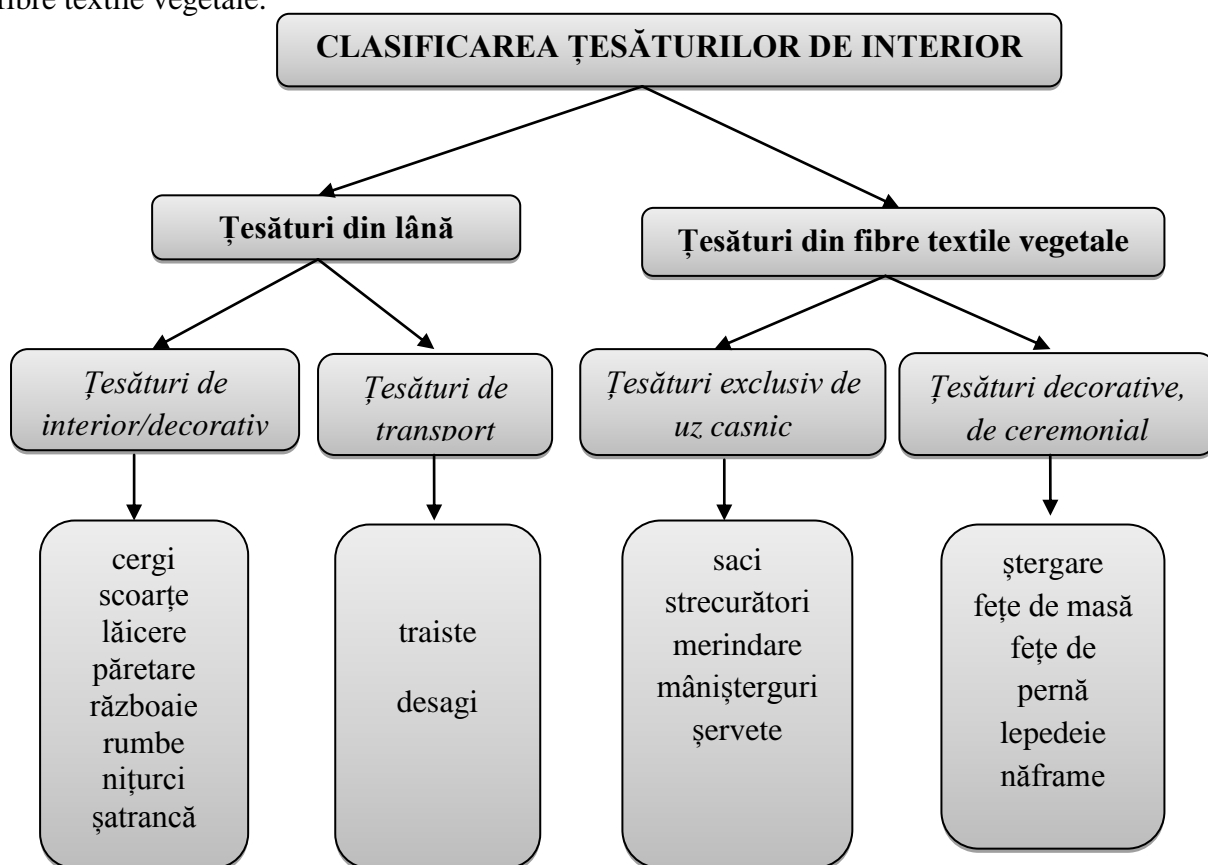 fibre textile vegetale.
CLASIFICAREA ȚESĂTURILOR DE INTERIOR
Țesături din lână
Țesături din fibre textile vegetale
Țesături de
interior/decorativ
Țesături de
transport
Țesături exclusiv de
uz casnic
Țesături decorative,
de ceremonial
cergi
scoarțe
lăicere
păretare
războaie
rumbe
nițurci
șatrancă
traiste
desagi
saci
strecurători
merindare
mânișterguri
șervete
ștergare
fețe de masă
fețe de
pernă
lepedeie
năframe